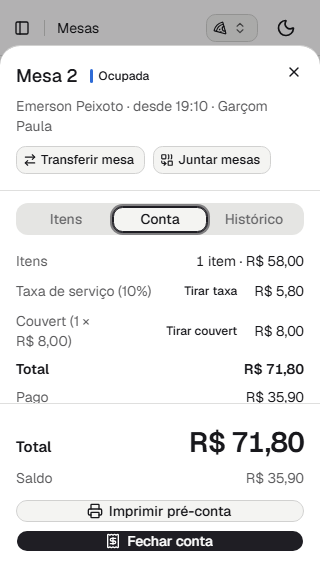 Mesas
Mesa 2
Ocupada
Emerson Peixoto · desde 19:10 · Garçom
Paula
Transferir mesa
Juntar mesas
Itens
Conta
Histórico
Itens
1 item · R$ 58,00
Taxa de serviço (10%)
Tirar taxa
R$ 5,80
Couvert (1 ×
R$ 8,00)
Tirar couvert
R$ 8,00
Total
R$ 71,80
Pago
R$ 35,90
Total
R$ 71,80
Saldo
R$ 35,90
Imprimir pré-conta
Fechar conta